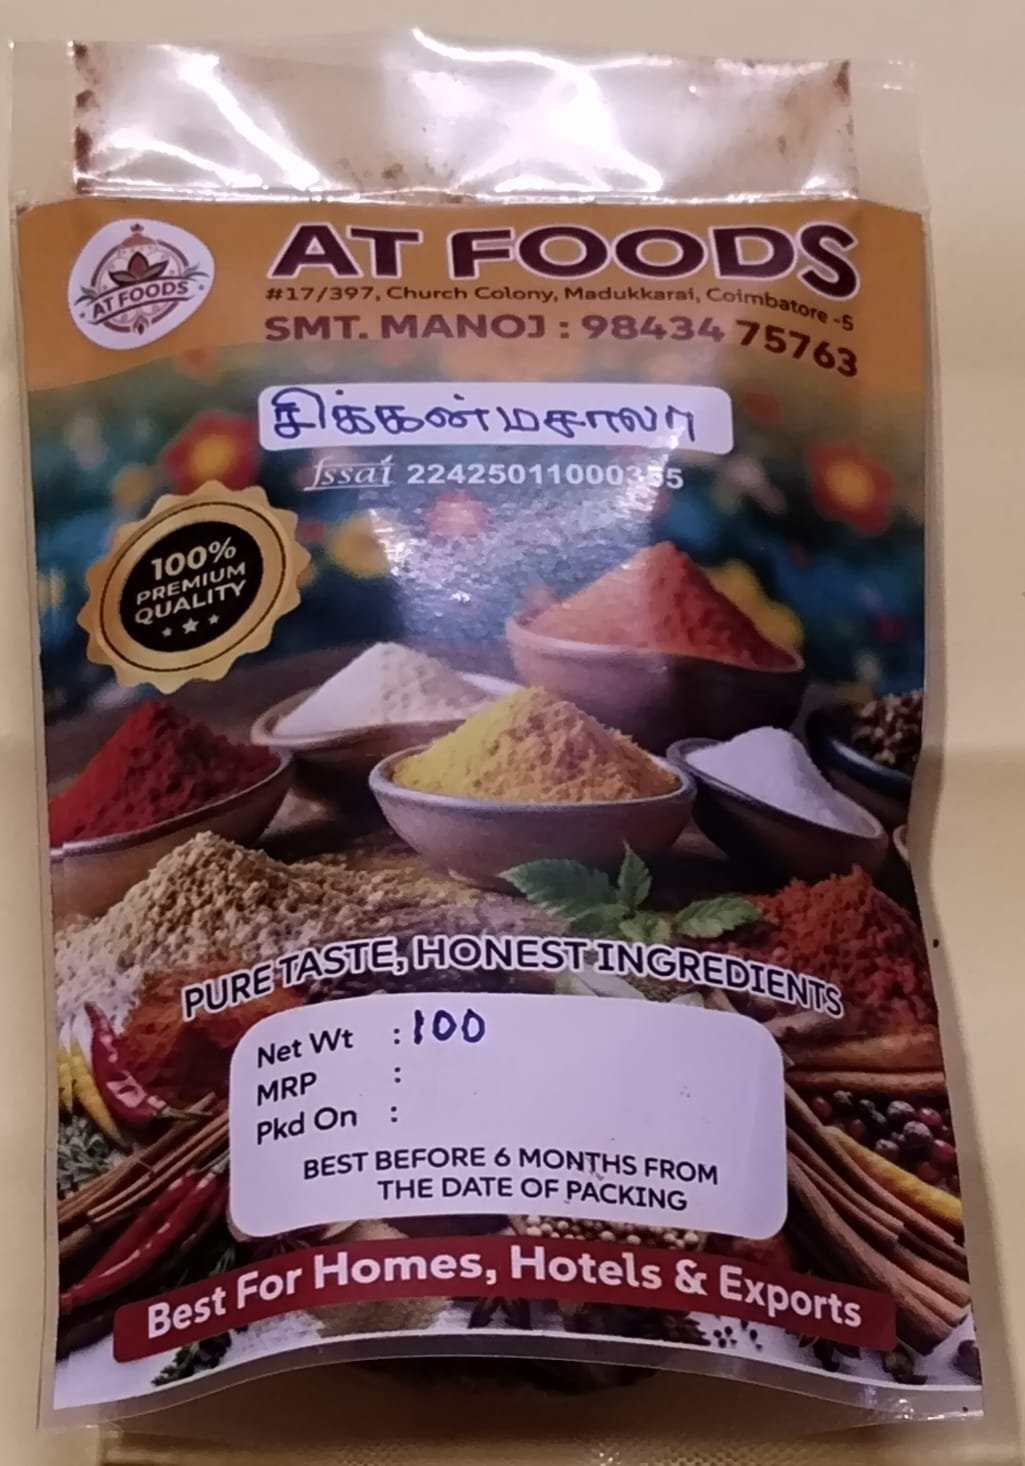 AT FOODS
AT FOODS
#17/397, Church Colony, Madukkarai, Coimbatore -5
SMT. MANOJ : 98434 75763
சிக்கன் மசாலா
fssai 22425011000355
100%
PREMIUM
QUALITY
PURE TASTE, HONEST INGREDIENTS
Net Wt : 100
MRP :
Pkd On :
BEST BEFORE 6 MONTHS FROM
THE DATE OF PACKING
Best For Homes, Hotels & Exports